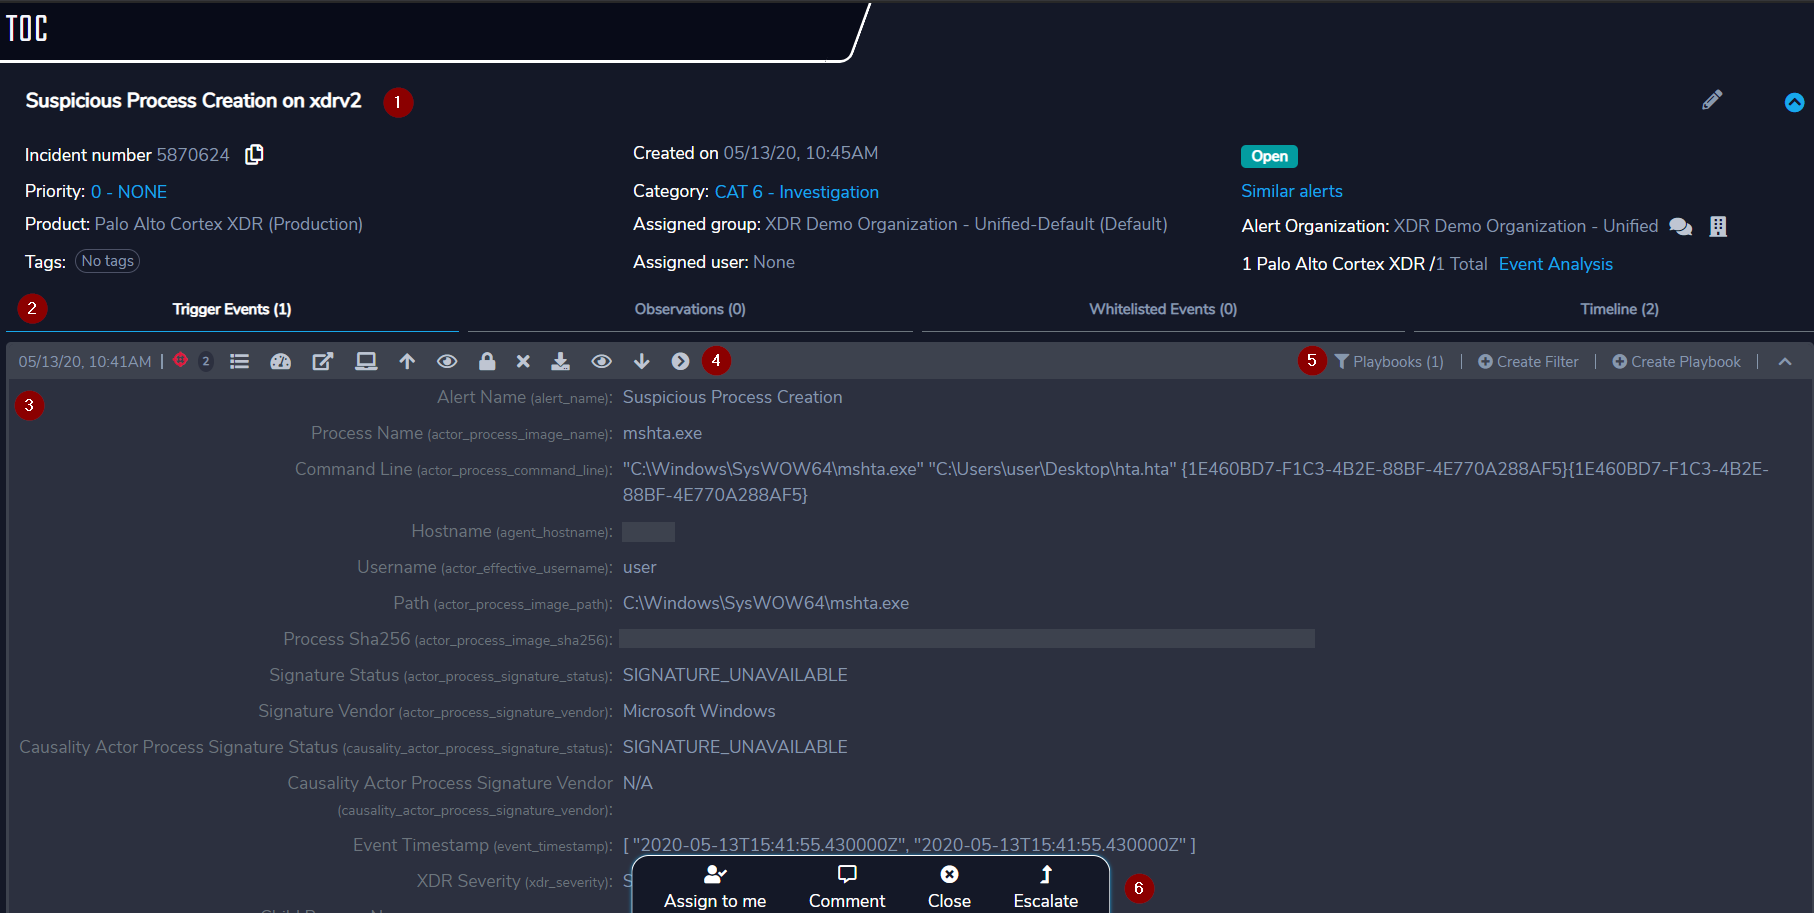 TOC
Suspicious Process Creation on xdrv2 1
Incident number 5870624
Created on 05/13/20, 10:45AM
Open
Priority: 0 - NONE
Category: CAT 6 - Investigation
Similar alerts
Product: Palo Alto Cortex XDR (Production)
Assigned group: XDR Demo Organization - Unified-Default (Default)
Alert Organization: XDR Demo Organization - Unified
Tags: No tags
Assigned user: None
1 Palo Alto Cortex XDR /1 Total Event Analysis
2 Trigger Events (1) Observations (0) Whitelisted Events (0) Timeline (2)
05/13/20, 10:41AM | 2 4 5 Playbooks (1) | Create Filter | Create Playbook |
3
Alert Name (alert_name): Suspicious Process Creation
Process Name (actor_process_image_name): mshta.exe
Command Line (actor_process_command_line): "C:\Windows\SysWOW64\mshta.exe" "C:\Users\user\Desktop\hta.hta" {1E460BD7-F1C3-4B2E-88BF-4E770A288AF5}{1E460BD7-F1C3-4B2E-
88BF-4E770A288AF5}
Hostname (agent_hostname):
Username (actor_effective_username): user
Path (actor_process_image_path): C:\Windows\SysWOW64\mshta.exe
Process Sha256 (actor_process_image_sha256):
Signature Status (actor_process_signature_status): SIGNATURE_UNAVAILABLE
Signature Vendor (actor_process_signature_vendor): Microsoft Windows
Causality Actor Process Signature Status (causality_actor_process_signature_status): SIGNATURE_UNAVAILABLE
Causality Actor Process Signature Vendor N/A
(causality_actor_process_signature_vendor):
Event Timestamp (event_timestamp): [ "2020-05-13T15:41:55.430000Z", "2020-05-13T15:41:55.430000Z" ]
XDR Severity (xdr_severity):
Assign to me Comment Close Escalate 6